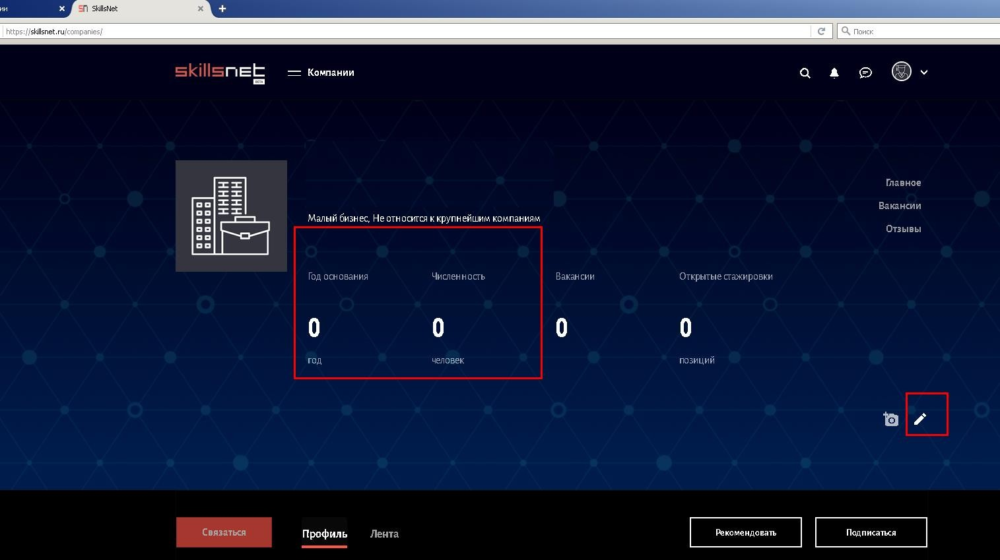 ии
SkillsNet
https://skillsnet.ru/companies/
Поиск
skillsnet
BETA
Компании
Главное
Вакансии
Отзывы
Малый бизнес, Не относится к крупнейшим компаниям
Год основания Численность Вакансии Открытые стажировки
0 0 0 0
год человек позиций
Связаться Профиль Лента Рекомендовать Подписаться